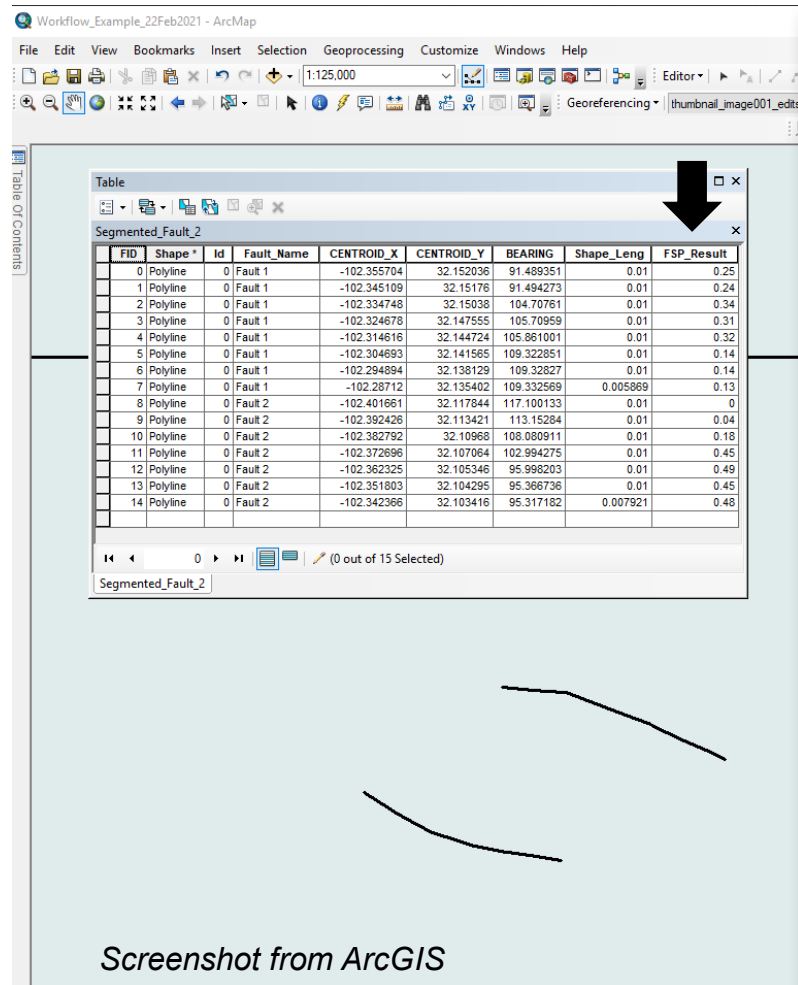 Workflow_Example_22Feb2021 - ArcMap
File Edit View Bookmarks Insert Selection Geoprocessing Customize Windows Help
1:125,000 Editor
Georeferencing thumbnail_image001_edits
Table Of Contents
Table
Segmented_Fault_2
FID Shape * Id Fault_Name CENTROID_X CENTROID_Y BEARING Shape_Leng FSP_Result
0 Polyline 0 Fault 1 -102.355704 32.152036 91.489351 0.01 0.25
1 Polyline 0 Fault 1 -102.345109 32.15176 91.494273 0.01 0.24
2 Polyline 0 Fault 1 -102.334748 32.15038 104.70761 0.01 0.34
3 Polyline 0 Fault 1 -102.324678 32.147555 105.70959 0.01 0.31
4 Polyline 0 Fault 1 -102.314616 32.144724 105.861001 0.01 0.32
5 Polyline 0 Fault 1 -102.304693 32.141565 109.322851 0.01 0.14
6 Polyline 0 Fault 1 -102.294894 32.138129 109.32827 0.01 0.14
7 Polyline 0 Fault 1 -102.28712 32.135402 109.332569 0.005869 0.13
8 Polyline 0 Fault 2 -102.401661 32.117844 117.100133 0.01 0
9 Polyline 0 Fault 2 -102.392426 32.113421 113.15284 0.01 0.04
10 Polyline 0 Fault 2 -102.382792 32.10968 108.080911 0.01 0.18
11 Polyline 0 Fault 2 -102.372696 32.107064 102.994275 0.01 0.45
12 Polyline 0 Fault 2 -102.362325 32.105346 95.998203 0.01 0.49
13 Polyline 0 Fault 2 -102.351803 32.104295 95.366736 0.01 0.45
14 Polyline 0 Fault 2 -102.342366 32.103416 95.317182 0.007921 0.48
0 (0 out of 15 Selected)
Segmented_Fault_2
Screenshot from ArcGIS